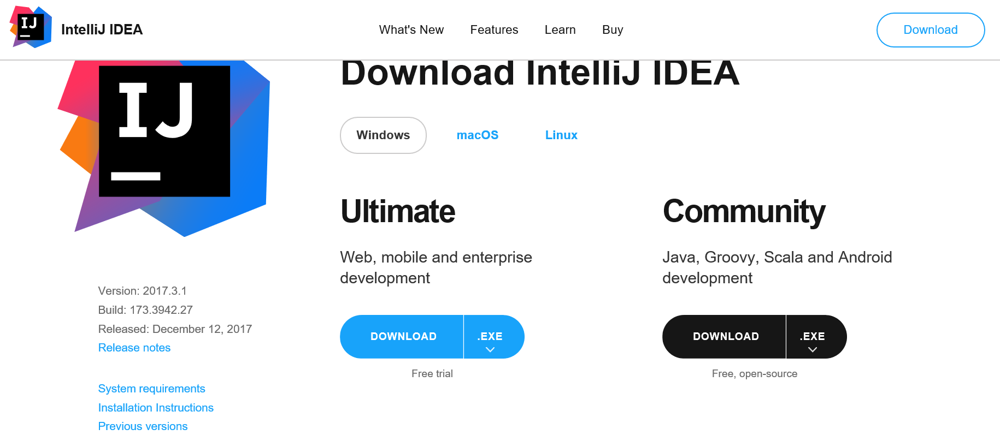 IJ
IntelliJ IDEA
What's New
Features
Learn
Buy
Download
IJ
Download IntelliJ IDEA
Windows
macOS
Linux
Ultimate
Web, mobile and enterprise
development
DOWNLOAD
.EXE
Free trial
Community
Java, Groovy, Scala and Android
development
DOWNLOAD
.EXE
Free, open-source
Version: 2017.3.1
Build: 173.3942.27
Released: December 12, 2017
Release notes
System requirements
Installation Instructions
Previous versions